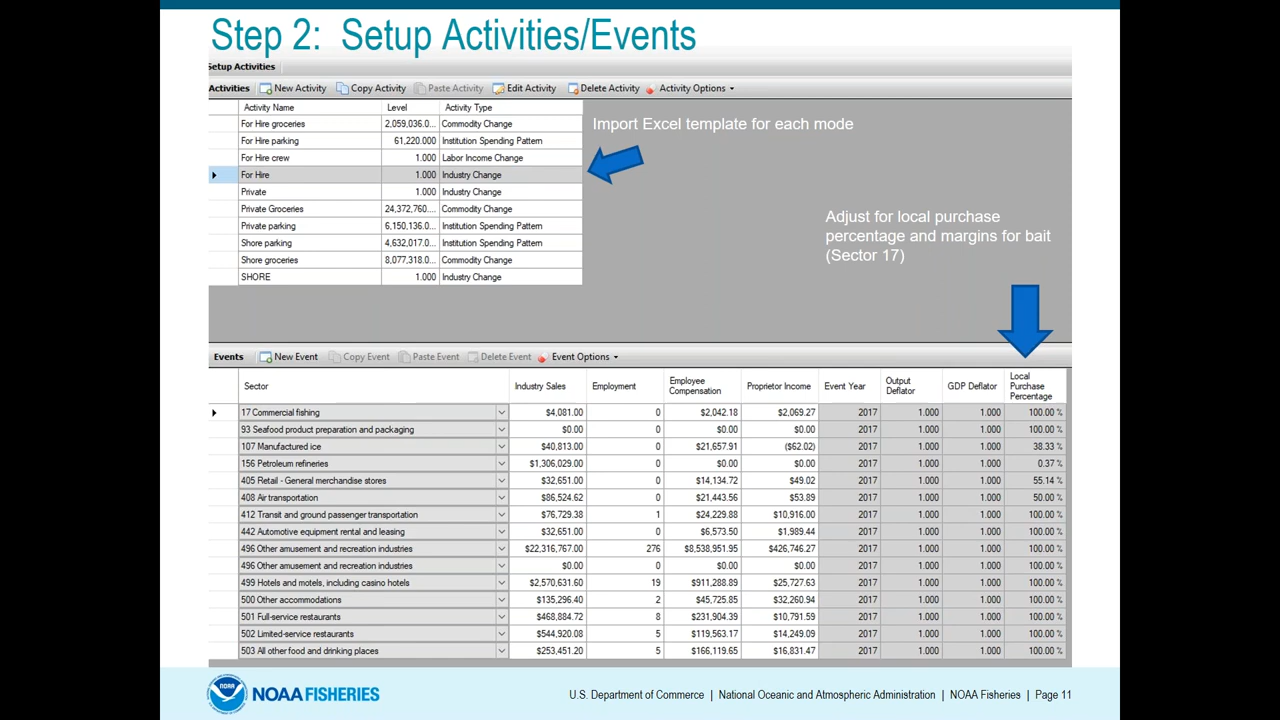 Step 2: Setup Activities/Events
Setup Activities
Activities New Activity Copy Activity Paste Activity Edit Activity Delete Activity Activity Options
Activity Name Level Activity Type
For Hire groceries 2,059,036.0... Commodity Change
For Hire parking 61,220.000 Institution Spending Pattern
For Hire crew 1.000 Labor Income Change
For Hire 1.000 Industry Change
Private 1.000 Industry Change
Private Groceries 24,372,760.... Commodity Change
Private parking 6,150,136.0... Institution Spending Pattern
Shore parking 4,632,017.0... Institution Spending Pattern
Shore groceries 8,077,318.0... Commodity Change
SHORE 1.000 Industry Change
Import Excel template for each mode
Adjust for local purchase
percentage and margins for bait
(Sector 17)
Events New Event Copy Event Paste Event Delete Event Event Options
Sector Industry Sales Employment Employee Compensation Proprietor Income Event Year Output Deflator GDP Deflator Local Purchase Percentage
17 Commercial fishing $4,081.00 0 $2,042.18 $2,069.27 2017 1.000 1.000 100.00 %
93 Seafood product preparation and packaging $0.00 0 $0.00 $0.00 2017 1.000 1.000 100.00 %
107 Manufactured ice $40,813.00 0 $21,657.91 ($62.02) 2017 1.000 1.000 38.33 %
156 Petroleum refineries $1,306,029.00 0 $0.00 $0.00 2017 1.000 1.000 0.37 %
405 Retail - General merchandise stores $32,651.00 0 $14,134.72 $49.02 2017 1.000 1.000 55.14 %
408 Air transportation $86,524.62 0 $21,443.56 $53.89 2017 1.000 1.000 50.00 %
412 Transit and ground passenger transportation $76,729.38 1 $24,229.88 $10,916.00 2017 1.000 1.000 100.00 %
442 Automotive equipment rental and leasing $32,651.00 0 $6,573.50 $1,989.44 2017 1.000 1.000 100.00 %
496 Other amusement and recreation industries $22,316,767.00 276 $8,538,951.95 $426,746.27 2017 1.000 1.000 100.00 %
496 Other amusement and recreation industries $0.00 0 $0.00 $0.00 2017 1.000 1.000 100.00 %
499 Hotels and motels, including casino hotels $2,570,631.60 19 $911,288.89 $25,727.63 2017 1.000 1.000 100.00 %
500 Other accommodations $135,296.40 2 $45,725.85 $32,260.94 2017 1.000 1.000 100.00 %
501 Full-service restaurants $468,884.72 8 $231,904.39 $10,791.59 2017 1.000 1.000 100.00 %
502 Limited-service restaurants $544,920.08 5 $119,563.17 $14,249.09 2017 1.000 1.000 100.00 %
503 All other food and drinking places $253,451.20 5 $166,119.65 $16,831.47 2017 1.000 1.000 100.00 %
NOAA
NOAA FISHERIES
U.S. Department of Commerce | National Oceanic and Atmospheric Administration | NOAA Fisheries | Page 11